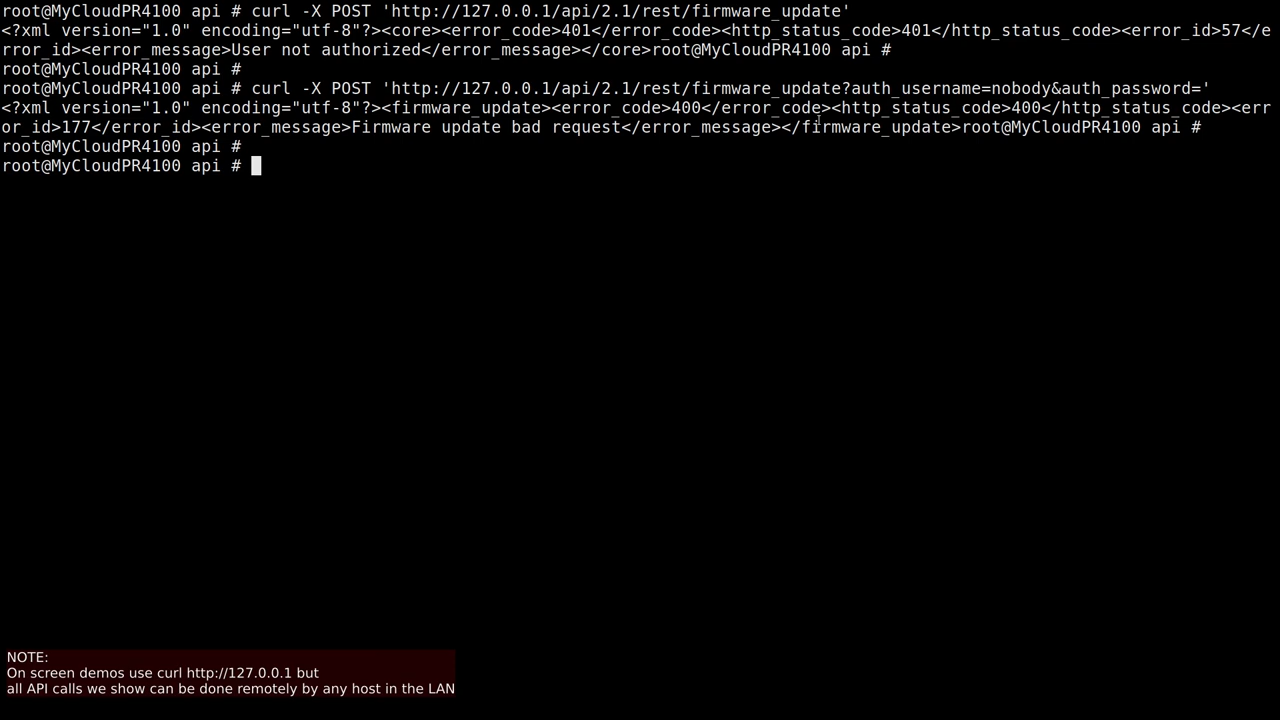 root@MyCloudPR4100 api # curl -X POST 'http://127.0.0.1/api/2.1/rest/firmware_update'
<?xml version="1.0" encoding="utf-8"?><core><error_code>401</error_code><http_status_code>401</http_status_code><error_id>57</e
rror_id><error_message>User not authorized</error_message></core>root@MyCloudPR4100 api #
root@MyCloudPR4100 api #
root@MyCloudPR4100 api # curl -X POST 'http://127.0.0.1/api/2.1/rest/firmware_update?auth_username=nobody&auth_password='
<?xml version="1.0" encoding="utf-8"?><firmware_update><error_code>400</error_code><http_status_code>400</http_status_code><err
or_id>177</error_id><error_message>Firmware update bad request</error_message></firmware_update>root@MyCloudPR4100 api #
root@MyCloudPR4100 api #
root@MyCloudPR4100 api #
NOTE:
On screen demos use curl http://127.0.0.1 but
all API calls we show can be done remotely by any host in the LAN